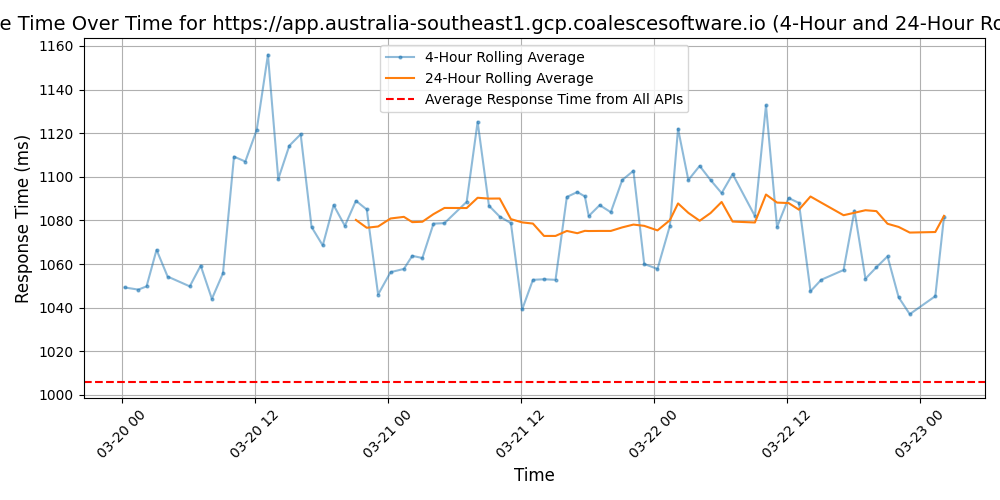 e Time Over Time for https://app.australia-southeast1.gcp.coalescesoftware.io (4-Hour and 24-Hour Ro
4-Hour Rolling Average
24-Hour Rolling Average
Average Response Time from All APIs
Response Time (ms)
1160
1140
1120
1100
1080
1060
1040
1020
1000
03-20 00
03-20 12
03-21 00
03-21 12
03-22 00
03-22 12
03-23 00
Time